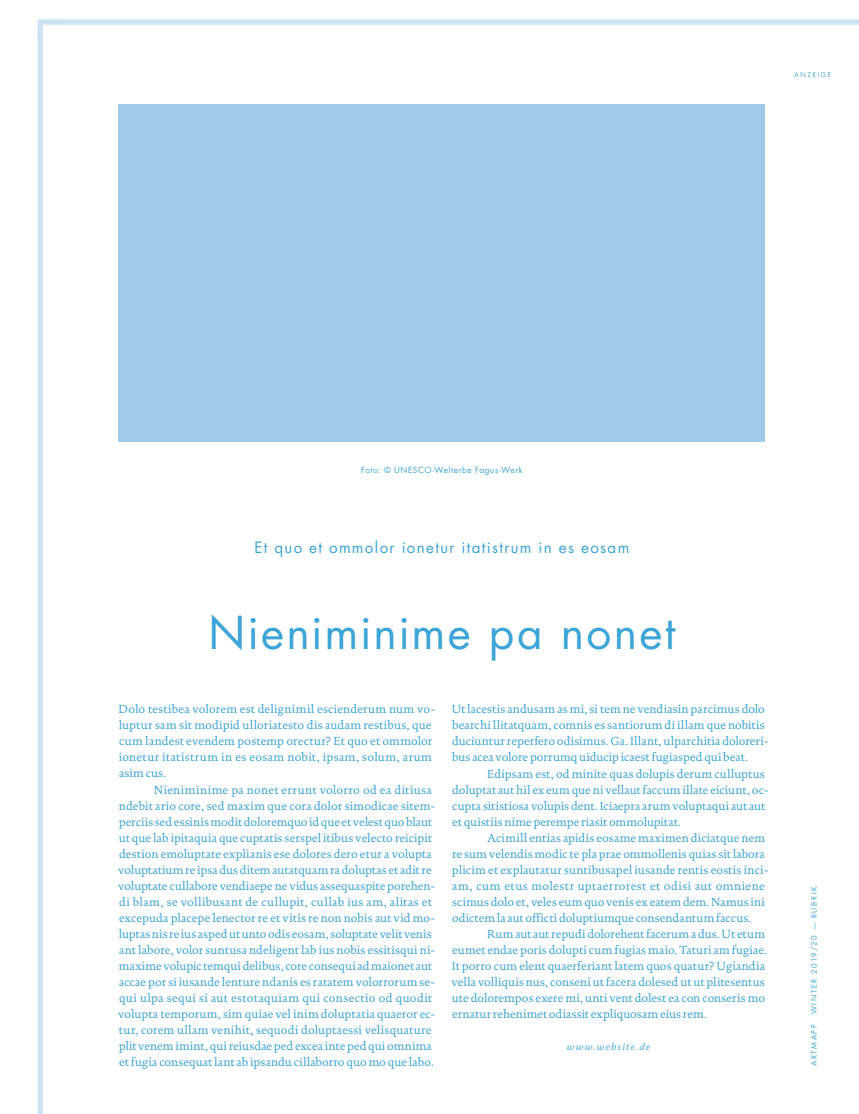 ANZEIGE
Foto: © UNESCO-Welterbe Fagus-Werk
Et quo et ommolor ionetur itatistrum in es eosam
Nieniminime pa nonet
Dolo testibea volorem est delignimil escienderum num vo-
luptur sam sit modipid ulloriatesto dis audam restibus, que
cum landest evendem postemp orectur? Et quo et ommolor
ionetur itatistrum in es eosam nobit, ipsam, solum, arum
asim cus.
Nieniminime pa nonet errunt volorro od ea ditiusa
ndebit ario core, sed maxim que cora dolor simodicae sitem-
perciis sed essinis modit doloremquo id que et velest quo blaut
ut que lab ipitaquia que cuptatis serspel itibus velecto reicipit
destion emoluptate explianis ese dolores dero etur a volupta
voluptatium re ipsa dus ditem autatquam ra doluptas et adit re
voluptate cullabore vendiaepe ne vidus assequaspite porehen-
di blam, se vollibusant de cullupit, cullab ius am, alitas et
excepuda placepe lenector re et vitis re non nobis aut vid mo-
luptas nis re ius asped ut unto odis eosam, soluptate velit venis
ant labore, volor suntusa ndeligent lab ius nobis essitisqui ni-
maxime volupic temqui delibus, core consequi ad maionet aut
accae por si iusande lenture ndanis es ratatem volorrorum se-
qui ulpa sequi si aut estotaquiam qui consectio od quodit
volupta temporum, sim quiae vel inim doluptatia quaeror ec-
tur, corem ullam venihit, sequodi doluptaessi velisquature
plit venem imint, qui reiusdae ped excea inte ped qui omnima
et fugia consequat lant ab ipsandu cillaborro quo mo que labo.
Ut lacestis andusam as mi, si tem ne vendiasin parcimus dolo
bearchi llitatquam, comnis es santiorum di illam que nobitis
duciuntur reperfero odisimus. Ga. Illant, ulparchitia doloreri-
bus acea volore porrumq uiducip icaest fugiasped qui beat.
Edipsam est, od minite quas dolupis derum culluptus
doluptat aut hil ex eum que ni vellaut faccum illate eiciunt, oc-
cupta sitistiosa volupis dent. Iciaepra arum voluptaqui aut aut
et quistiis nime perempe riasit ommolupitat.
Acimill entias apidis eosame maximen diciatque nem
re sum velendis modic te pla prae ommollenis quias sit labora
plicim et explautatur suntibusapel iusande rentis eostis inci-
am, cum etus molestr uptaerrorest et odisi aut omniene
scimus dolo et, veles eum quo venis ex eatem dem. Namus ini
odictem la aut officti doluptiumque consendantum faccus.
Rum aut aut repudi dolorehent facerum a dus. Ut etum
eumet endae poris dolupti cum fugias maio. Taturi am fugiae.
It porro cum elent quaerferiant latem quos quatur? Ugiandia
vella volliquis nus, conseni ut facera dolesed ut ut plitesentus
ute dolorempos exere mi, unti vent dolest ea con conseris mo
ernatur rehenimet odiassit expliquosam eius rem.
www.website.de
ARTMAPP WINTER 2019/20 — RUBRIK